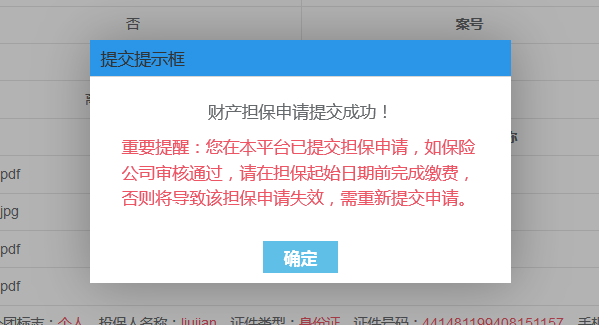 否 案号
提交提示框
财产担保申请提交成功！
重要提醒：您在本平台已提交担保申请，如保险
公司审核通过，请在担保起始日期前完成缴费，
否则将导致该担保申请失效，需重新提交申请。
pdf
jpg
pdf
pdf
确定
团标志：个人 投保人名称：liujian 证件类型：身份证 证件号码：441481199408151157 手机